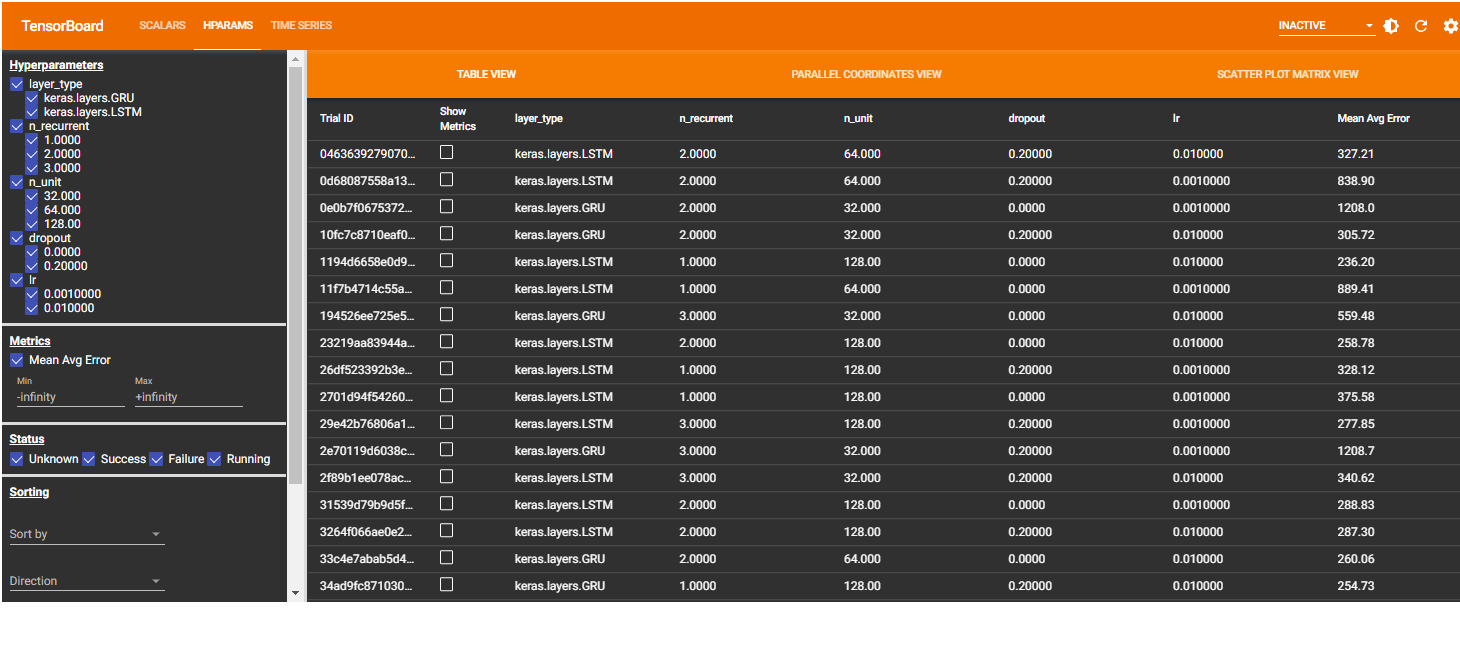 TensorBoard SCALARS HPARAMS TIME SERIES INACTIVE
Hyperparameters
layer_type
keras.layers.GRU
keras.layers.LSTM
n_recurrent
1.0000
2.0000
3.0000
n_unit
32.000
64.000
128.00
dropout
0.0000
0.20000
lr
0.0010000
0.010000
Metrics
Mean Avg Error
Min Max
-infinity +infinity
Status
Unknown Success Failure Running
Sorting
Sort by
Direction
TABLE VIEW PARALLEL COORDINATES VIEW SCATTER PLOT MATRIX VIEW
Trial ID Show Metrics layer_type n_recurrent n_unit dropout lr Mean Avg Error
0463639279070... keras.layers.LSTM 2.0000 64.000 0.20000 0.010000 327.21
0d68087558a13... keras.layers.LSTM 2.0000 64.000 0.20000 0.0010000 838.90
0e0b7f0675372... keras.layers.GRU 2.0000 32.000 0.0000 0.0010000 1208.0
10fc7c8710eaf0... keras.layers.GRU 2.0000 32.000 0.20000 0.010000 305.72
1194d6658e0d9... keras.layers.LSTM 1.0000 128.00 0.0000 0.010000 236.20
11f7b4714c55a... keras.layers.LSTM 1.0000 64.000 0.0000 0.0010000 889.41
194526ee725e5... keras.layers.GRU 3.0000 32.000 0.0000 0.0010000 559.48
23219aa83944a... keras.layers.LSTM 2.0000 128.00 0.0000 0.010000 258.78
26df523392b3e... keras.layers.LSTM 1.0000 128.00 0.20000 0.0010000 328.12
2701d94f54260... keras.layers.LSTM 1.0000 128.00 0.0000 0.0010000 375.58
29e42b76806a1... keras.layers.LSTM 3.0000 128.00 0.20000 0.0010000 277.85
2e70119d6038c... keras.layers.GRU 3.0000 32.000 0.20000 0.0010000 1208.7
2f89b1ee078ac... keras.layers.LSTM 3.0000 32.000 0.20000 0.010000 340.62
31539d79b9d5f... keras.layers.LSTM 2.0000 128.00 0.0000 0.0010000 288.83
3264f066ae0e2... keras.layers.LSTM 2.0000 128.00 0.20000 0.010000 287.30
33c4e7abab5d4... keras.layers.GRU 2.0000 64.000 0.0000 0.010000 260.06
34ad9fc871030... keras.layers.GRU 1.0000 128.00 0.20000 0.010000 254.73